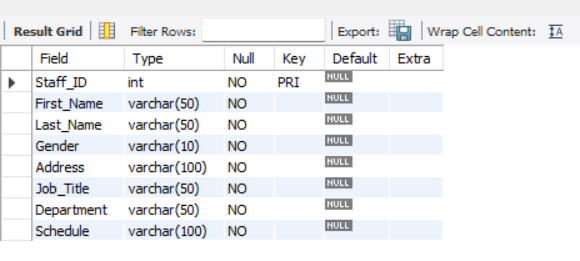 Result Grid Filter Rows: Export: Wrap Cell Content: IA
Field Type Null Key Default Extra
Staff_ID int NO PRI NULL
First_Name varchar(50) NO NULL
Last_Name varchar(50) NO NULL
Gender varchar(10) NO NULL
Address varchar(100) NO NULL
Job_Title varchar(50) NO NULL
Department varchar(50) NO NULL
Schedule varchar(100) NO NULL